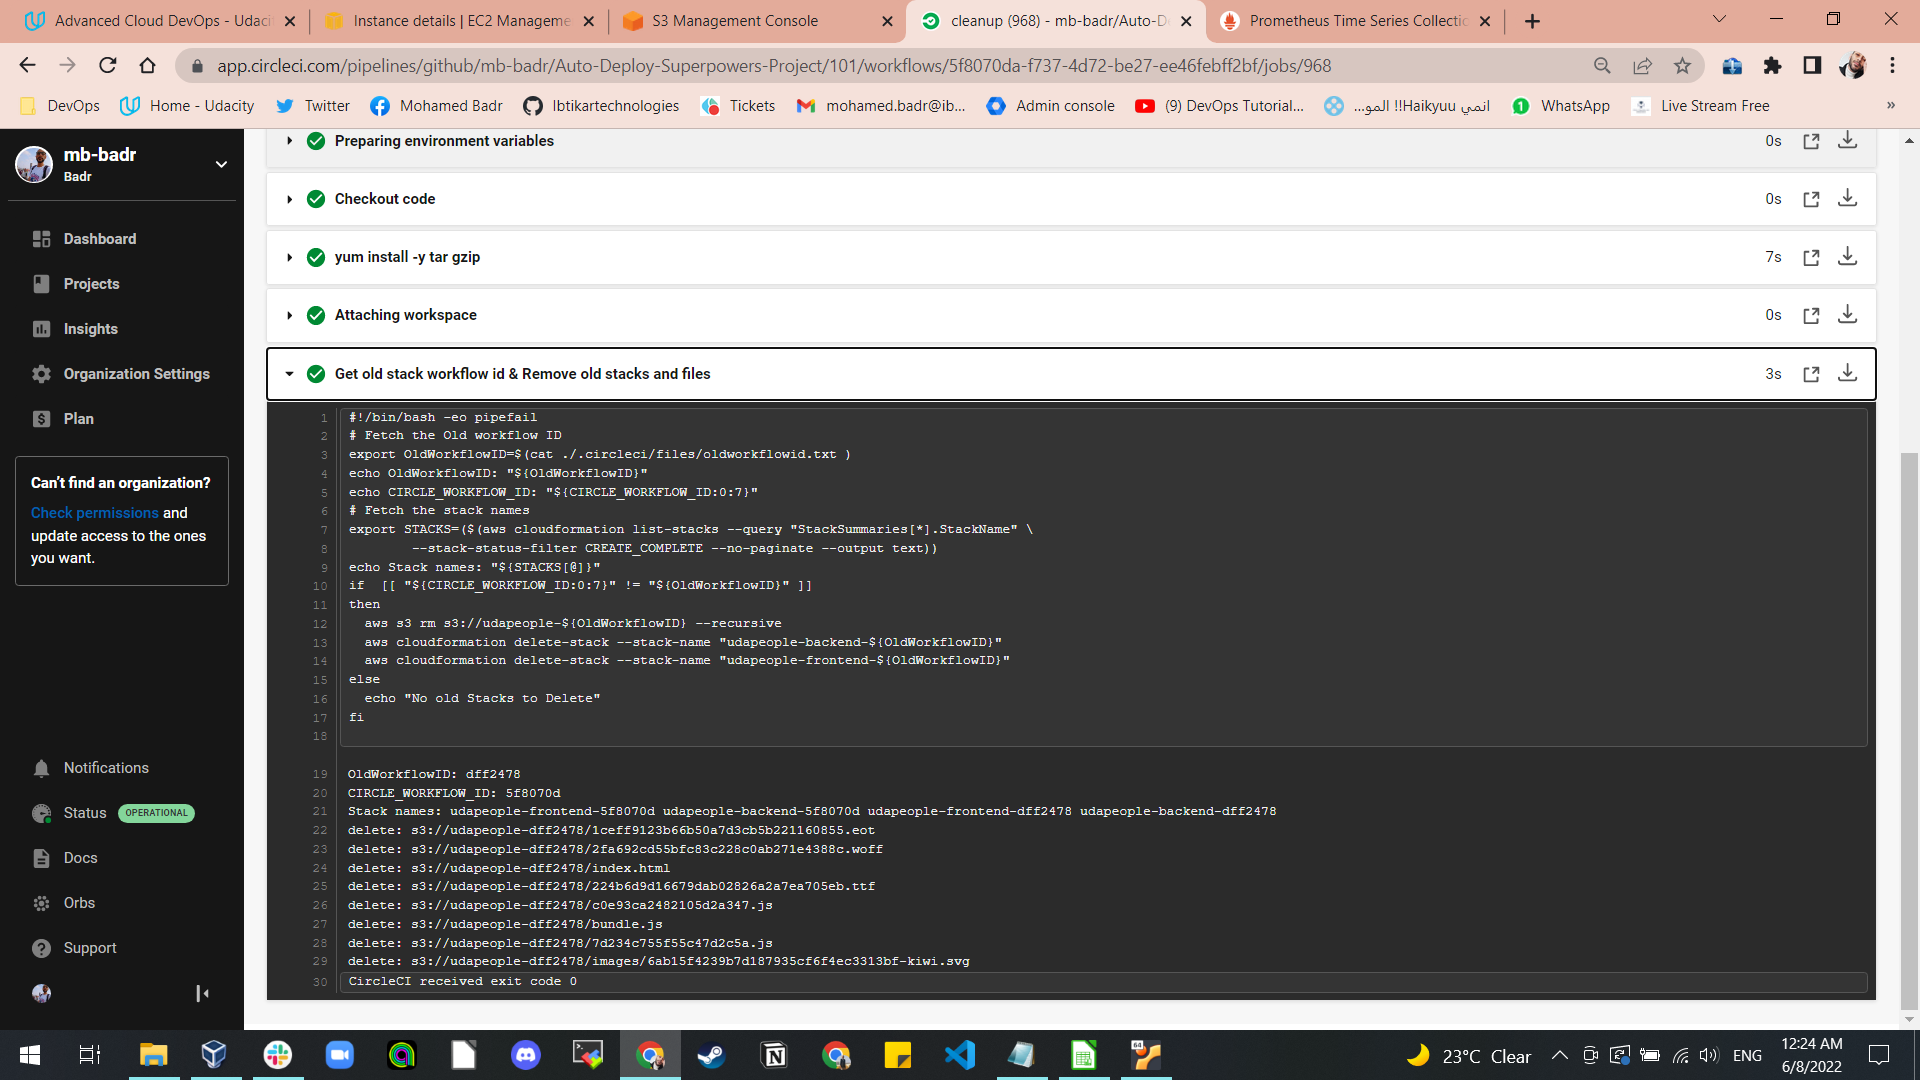 Advanced Cloud DevOps - Udaci
Instance details | EC2 Manageme
S3 Management Console
cleanup (968) - mb-badr/Auto-D
Prometheus Time Series Collectio
app.circleci.com/pipelines/github/mb-badr/Auto-Deploy-Superpowers-Project/101/workflows/5f8070da-f737-4d72-be27-ee46febff2bf/jobs/968
DevOps
Home - Udacity
Twitter
Mohamed Badr
Ibtikartechnologies
Tickets
mohamed.badr@ib...
Admin console
(9) DevOps Tutorial...
انمي Haikyuu!! المو...
WhatsApp
Live Stream Free
»
mb-badr
Badr
Dashboard
Projects
Insights
Organization Settings
Plan
Can't find an organization?
Check permissions and
update access to the ones
you want.
Notifications
Status OPERATIONAL
Docs
Orbs
Support
Preparing environment variables 0s
Checkout code 0s
yum install -y tar gzip 7s
Attaching workspace 0s
Get old stack workflow id & Remove old stacks and files 3s
1 #!/bin/bash -eo pipefail
2 # Fetch the Old workflow ID
3 export OldWorkflowID=$(cat ./.circleci/files/oldworkflowid.txt )
4 echo OldWorkflowID: "${OldWorkflowID}"
5 echo CIRCLE_WORKFLOW_ID: "${CIRCLE_WORKFLOW_ID:0:7}"
6 # Fetch the stack names
7 export STACKS=($(aws cloudformation list-stacks --query "StackSummaries[*].StackName" \
8 --stack-status-filter CREATE_COMPLETE --no-paginate --output text))
9 echo Stack names: "${STACKS[@]}"
10 if [[ "${CIRCLE_WORKFLOW_ID:0:7}" != "${OldWorkflowID}" ]]
11 then
12 aws s3 rm s3://udapeople-${OldWorkflowID} --recursive
13 aws cloudformation delete-stack --stack-name "udapeople-backend-${OldWorkflowID}"
14 aws cloudformation delete-stack --stack-name "udapeople-frontend-${OldWorkflowID}"
15 else
16 echo "No old Stacks to Delete"
17 fi
18
19 OldWorkflowID: dff2478
20 CIRCLE_WORKFLOW_ID: 5f8070d
21 Stack names: udapeople-frontend-5f8070d udapeople-backend-5f8070d udapeople-frontend-dff2478 udapeople-backend-dff2478
22 delete: s3://udapeople-dff2478/1ceff9123b66b50a7d3cb5b221160855.eot
23 delete: s3://udapeople-dff2478/2fa692cd55bfc83c228c0ab271e4388c.woff
24 delete: s3://udapeople-dff2478/index.html
25 delete: s3://udapeople-dff2478/224b6d9d16679dab02826a2a7ea705eb.ttf
26 delete: s3://udapeople-dff2478/c0e93ca2482105d2a347.js
27 delete: s3://udapeople-dff2478/bundle.js
28 delete: s3://udapeople-dff2478/7d234c755f55c47d2c5a.js
29 delete: s3://udapeople-dff2478/images/6ab15f4239b7d187935cf6f4ec3313bf-kiwi.svg
30 CircleCI received exit code 0
23°C Clear
ENG
12:24 AM
6/8/2022